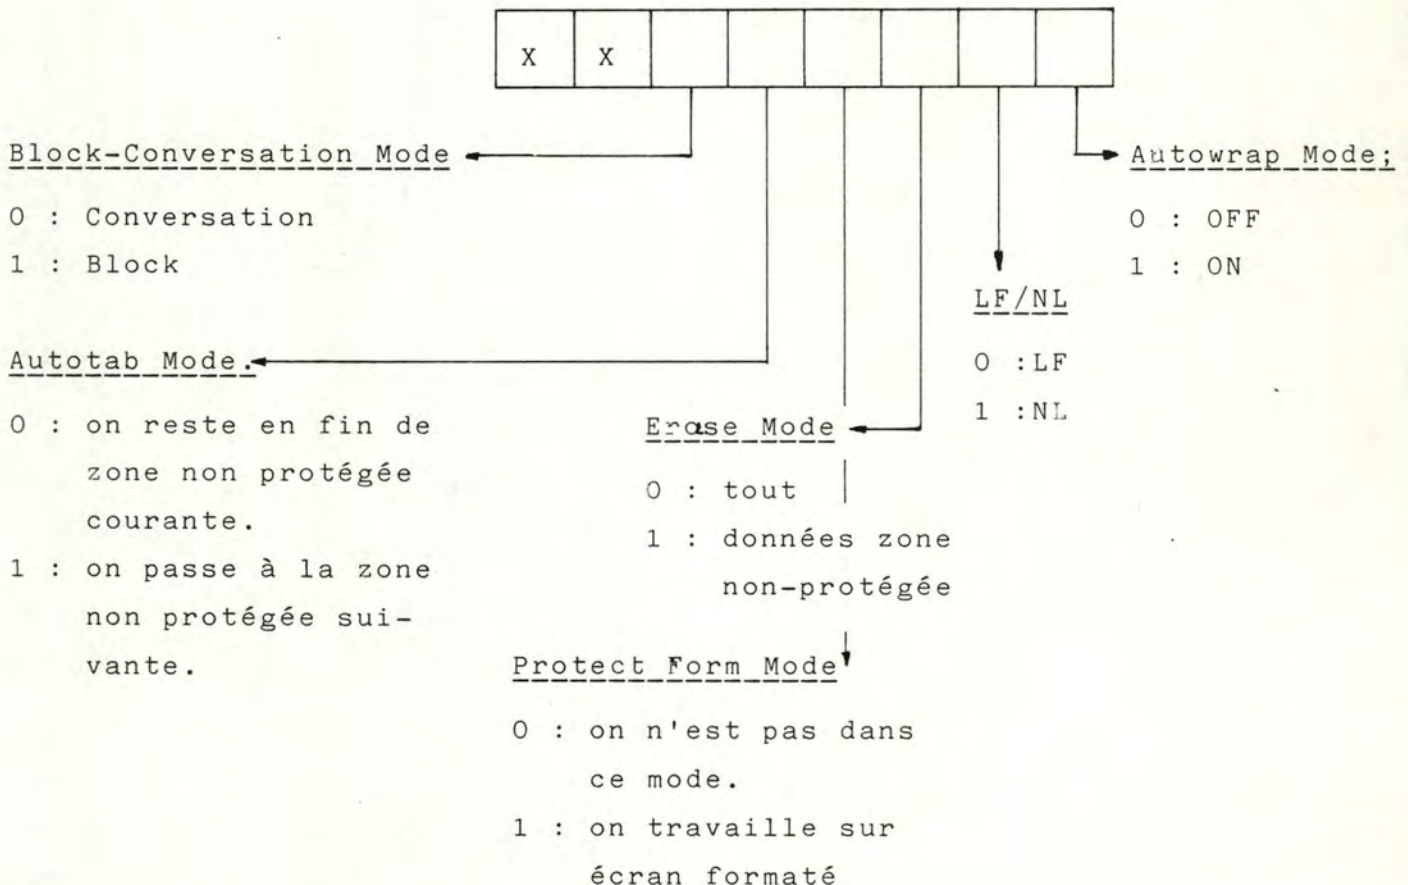 X X
Block-Conversation Mode
0 : Conversation
1 : Block
Autowrap Mode;
0 : OFF
1 : ON
LF/NL
0 :LF
1 :NL
Autotab Mode.
0 : on reste en fin de
zone non protégée
courante.
1 : on passe à la zone
non protégée sui-
vante.
Erase Mode
0 : tout
1 : données zone
non-protégée
Protect Form Mode
0 : on n'est pas dans
ce mode.
1 : on travaille sur
écran formaté